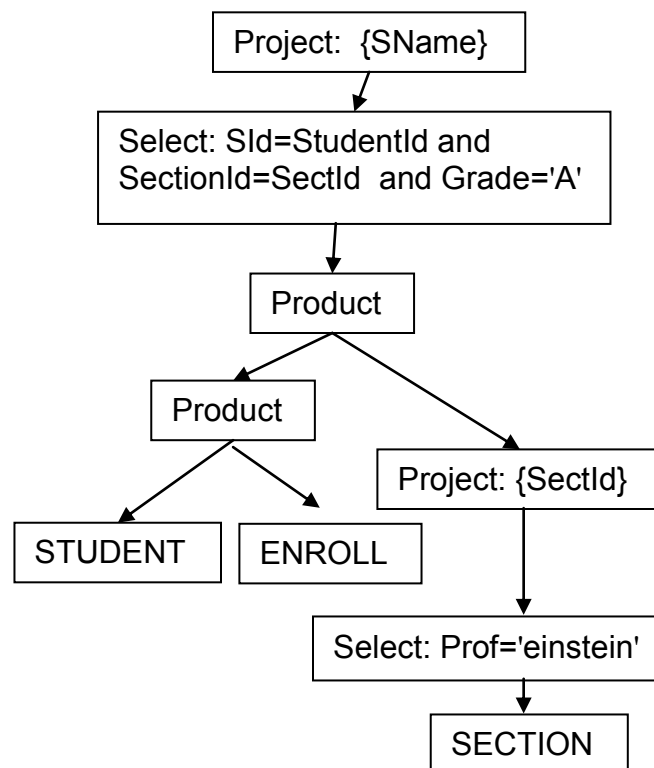 Project: {SName}
Select: SId=StudentId and
SectionId=SectId and Grade='A'
Product
Product
Project: {SectId}
STUDENT
ENROLL
Select: Prof='einstein'
SECTION